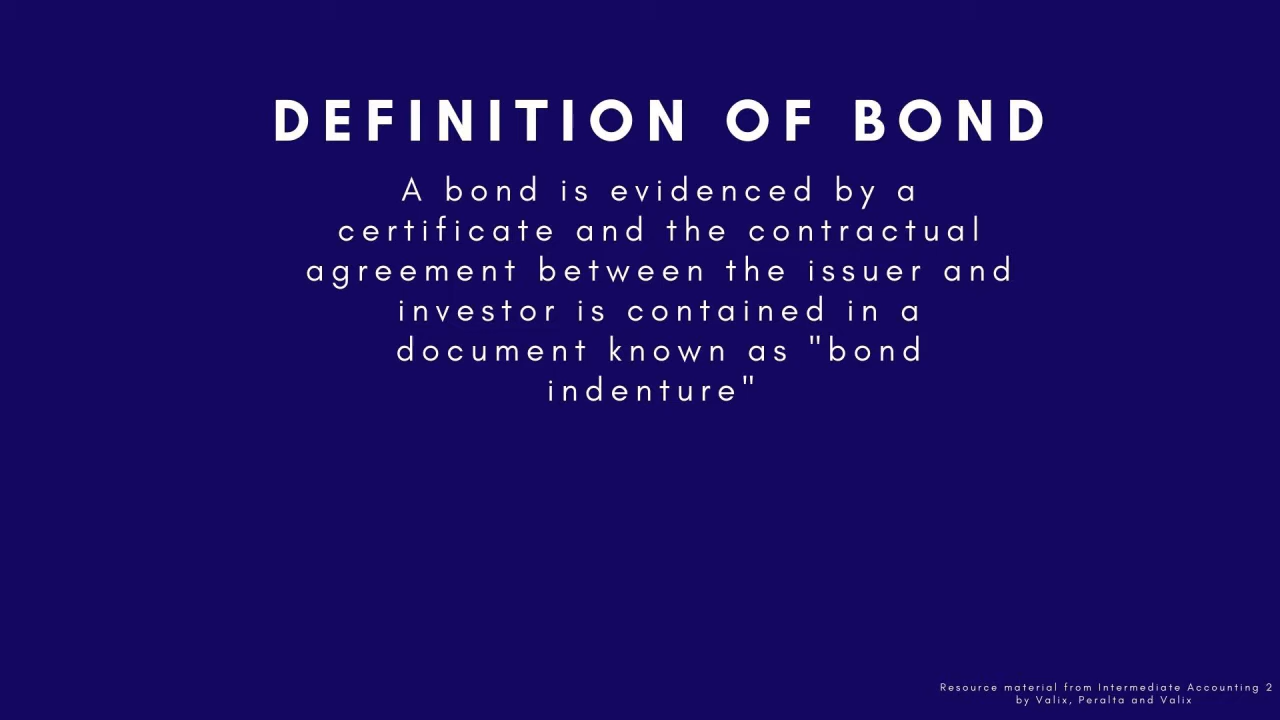 DEFINITION OF BOND
A bond is evidenced by a
certificate and the contractual
agreement between the issuer and
investor is contained in a
document known as "bond
indenture"
Resource material from Intermediate Accounting 2
by Valix, Peralta and Valix